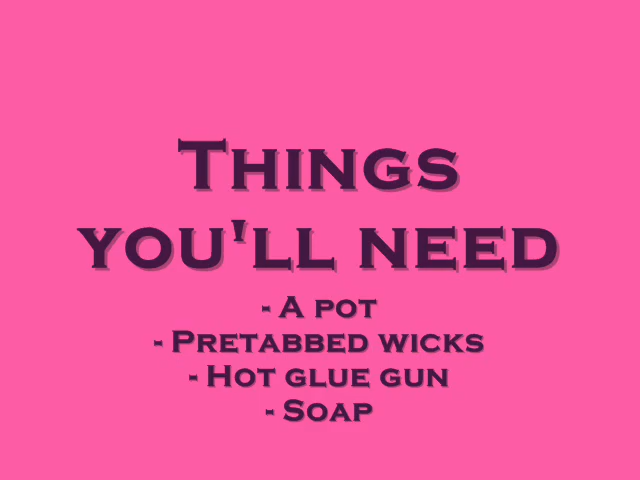 Things
you'll need
- A pot
- Pretabbed wicks
- Hot glue gun
- Soap